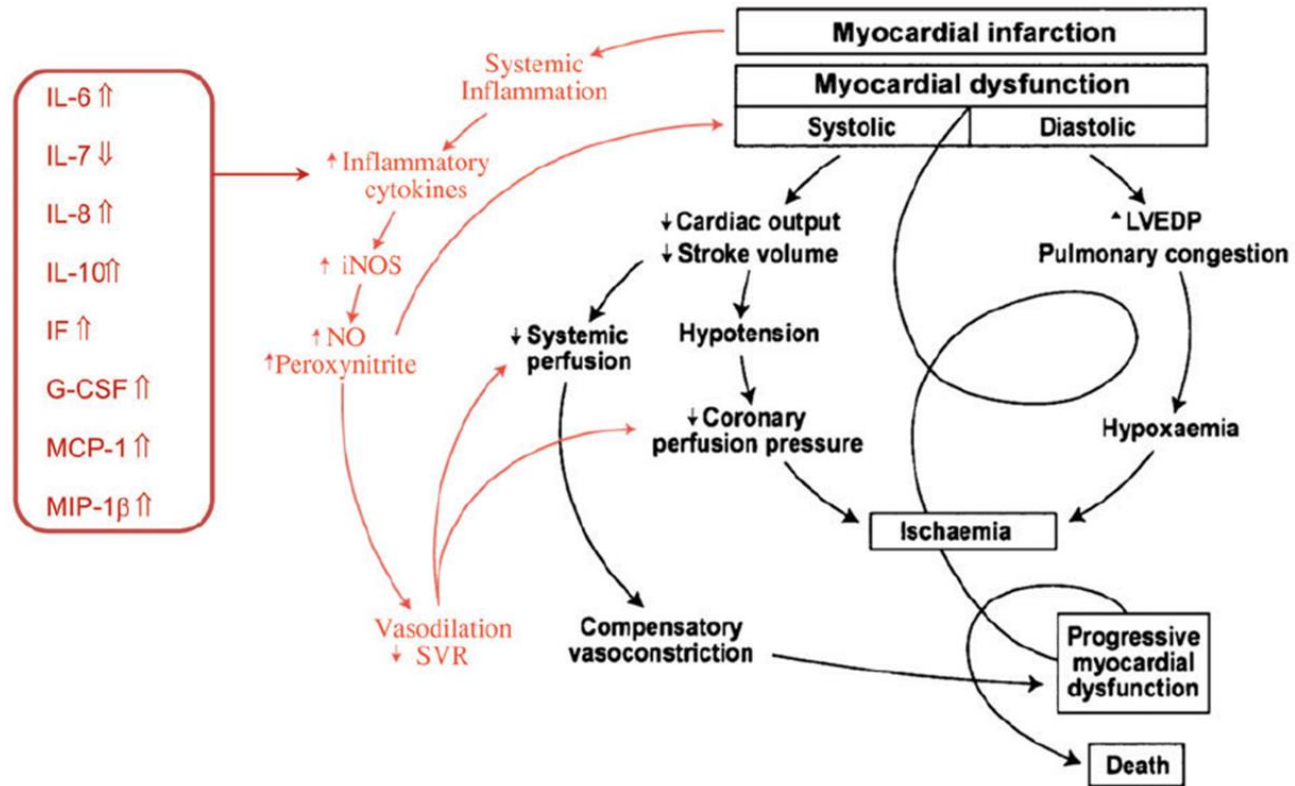 Myocardial infarction
Myocardial dysfunction
Systolic
Diastolic
Systemic
Inflammation
IL-6 ⇑
IL-7 ⇓
IL-8 ⇑
IL-10⇑
IF ⇑
G-CSF ⇑
MCP-1 ⇑
MIP-1β ⇑
↑ Inflammatory
cytokines
↑ iNOS
↑ NO
↑Peroxynitrite
Vasodilation
↓ SVR
↓ Cardiac output
↓ Stroke volume
↓ Systemic
perfusion
Hypotension
↓ Coronary
perfusion pressure
▲ LVEDP
Pulmonary congestion
Hypoxaemia
Ischaemia
Compensatory
vasoconstriction
Progressive
myocardial
dysfunction
Death